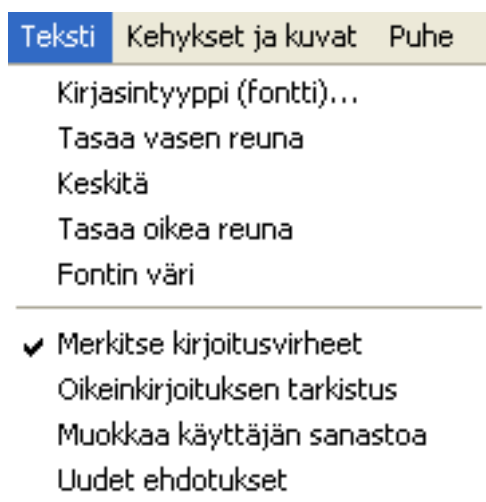 Teksti Kehykset ja kuvat Puhe
Kirjasintyyppi (fontti)...
Tasaa vasen reuna
Keskitä
Tasaa oikea reuna
Fontin väri
Merkitse kirjoitusvirheet
Oikeinkirjoituksen tarkistus
Muokkaa käyttäjän sanastoa
Uudet ehdotukset